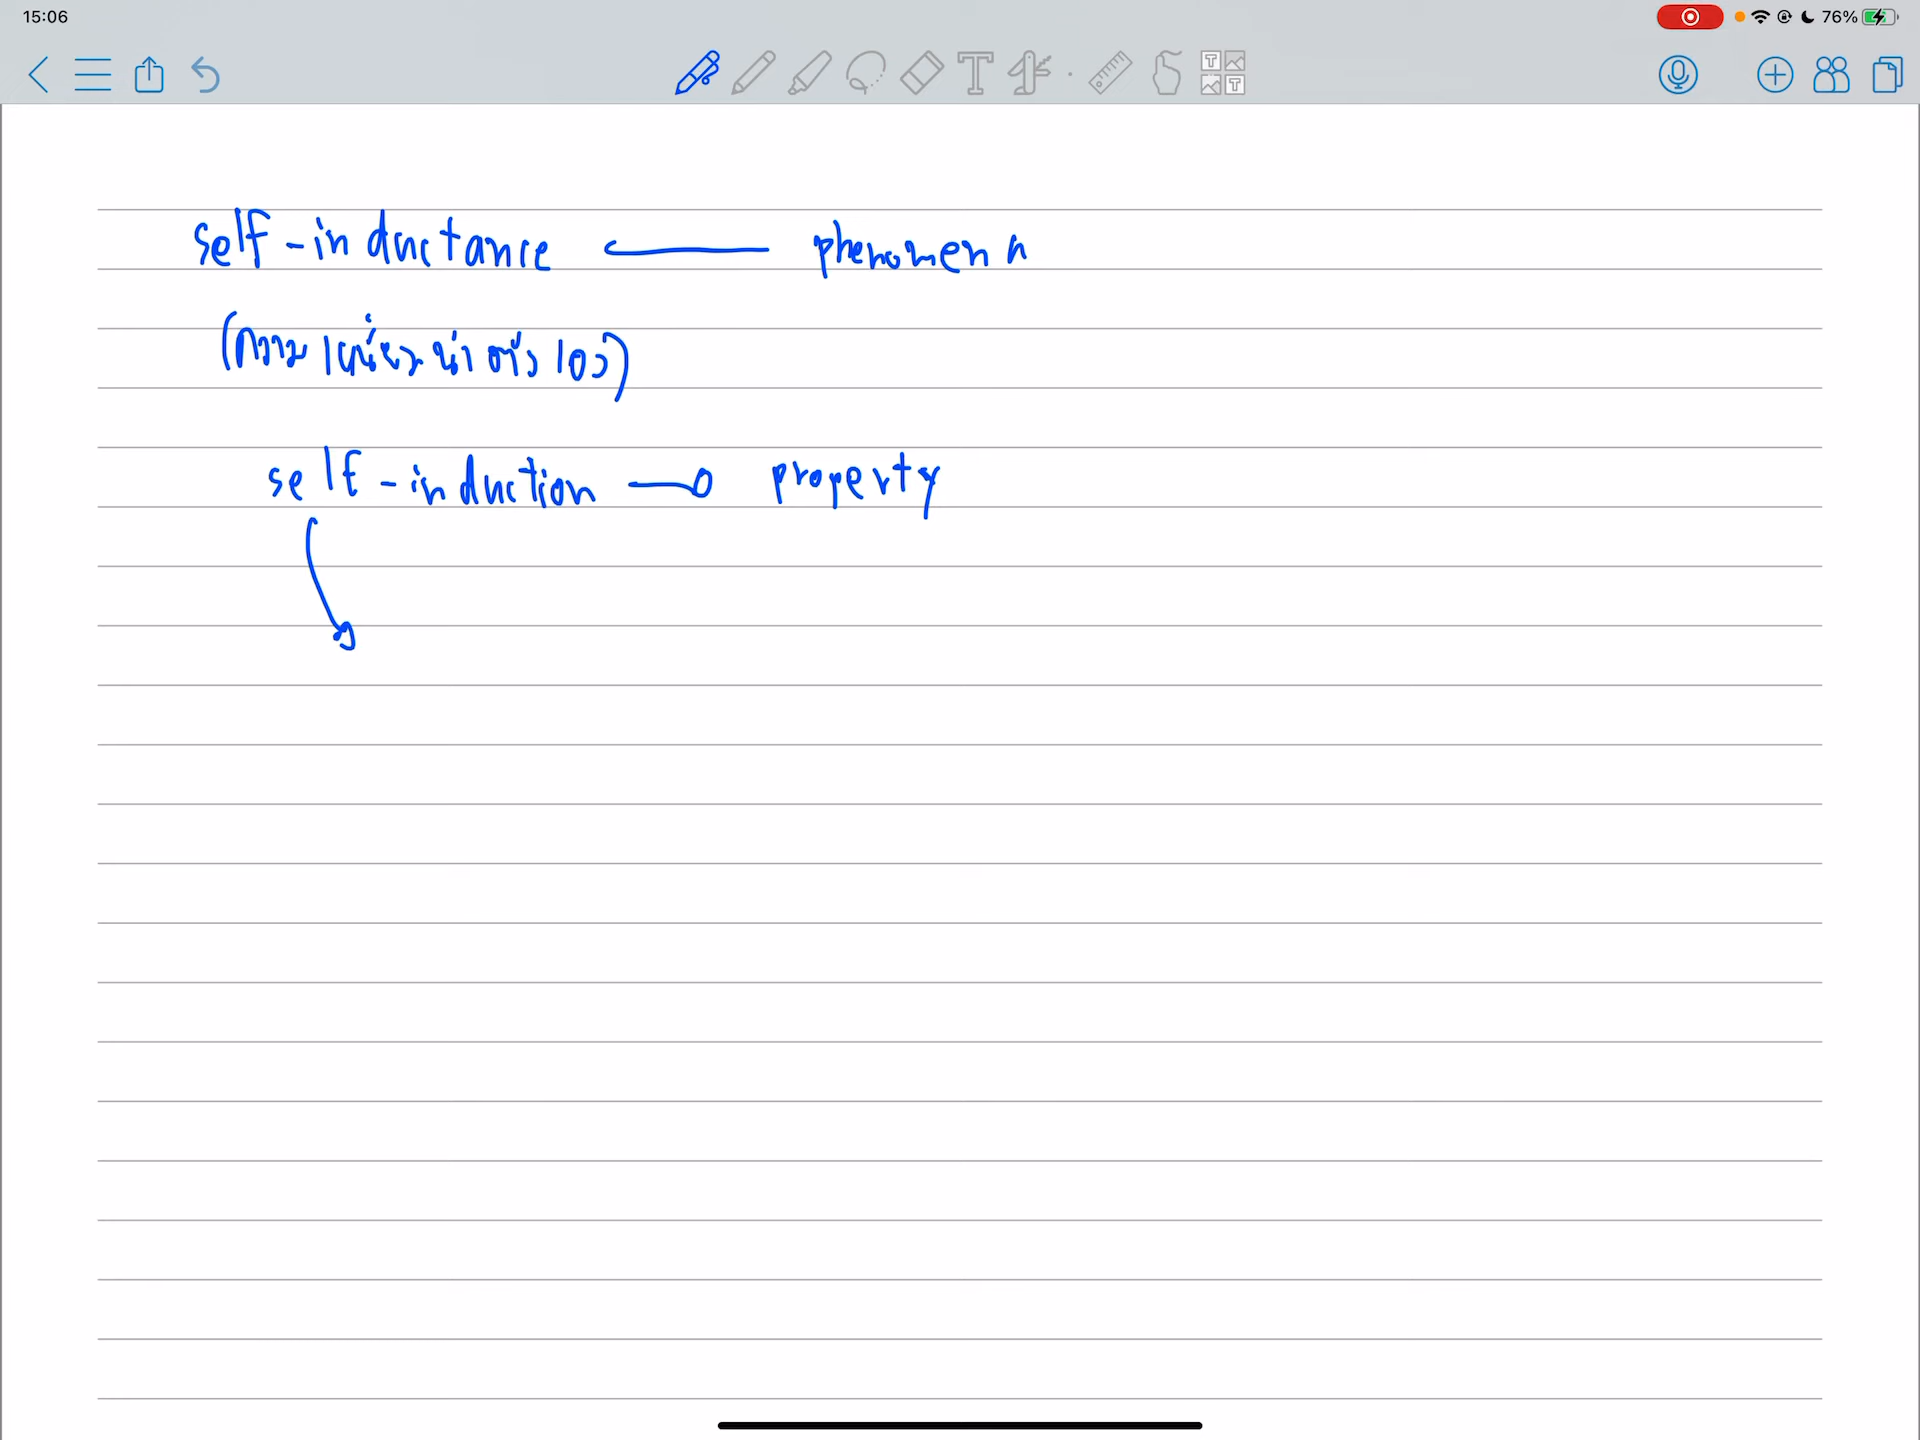 15:06 76%
self-inductance phenomena
(ความเหนี่ยวนำตัวเอง)
self-induction property